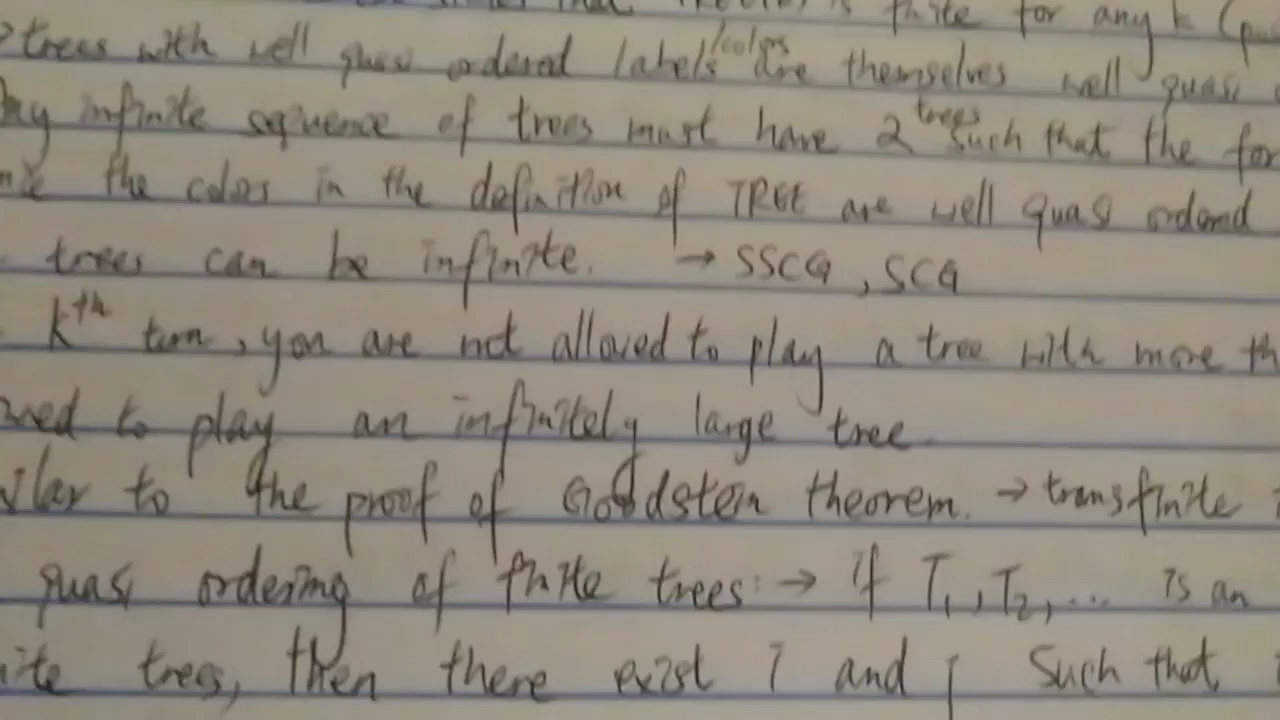 is finite for any k
trees with well quasi ordered labels/colors are themselves well quasi
infinite sequence of trees must have 2 trees such that the
the colors in the definition of TREE are well quasi ordered
trees can be infinite. → SSCG, SCG
kth turn, you are not allowed to play a tree with more
to play an infinitely large tree.
to the proof of Goodstein theorem. → transfinite
quasi ordering of finite trees: → if T1, T2, ... is an
trees, then there exist i and j such that